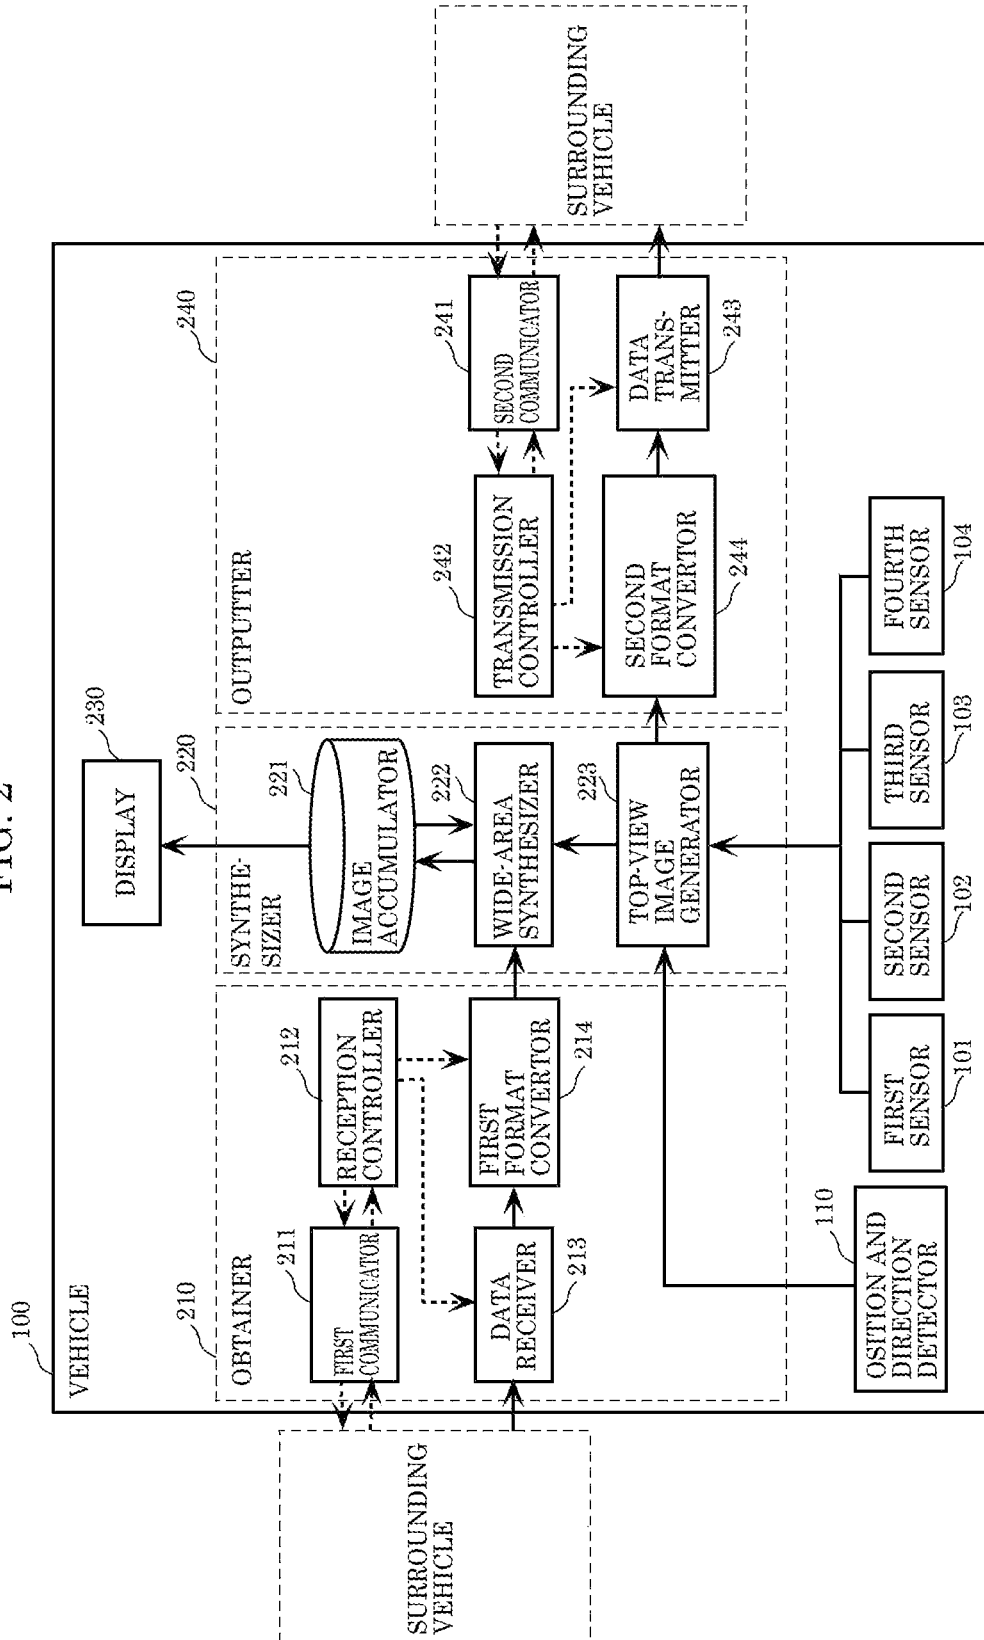 FIG. 2
100
VEHICLE
230
DISPLAY
210
OBTAINER
211
FIRST
COMMUNICATOR
212
RECEPTION
CONTROLLER
213
DATA
RECEIVER
214
FIRST
FORMAT
CONVERTOR
220
SYNTHE-
SIZER
221
IMAGE
ACCUMULATOR
222
WIDE-AREA
SYNTHESIZER
223
TOP-VIEW
IMAGE
GENERATOR
240
OUTPUTTER
241
SECOND
COMMUNICATOR
242
TRANSMISSION
CONTROLLER
243
DATA
TRANS-
MITTER
244
SECOND
FORMAT
CONVERTOR
SURROUNDING
VEHICLE
SURROUNDING
VEHICLE
110
OSITION AND
DIRECTION
DETECTOR
FIRST
SENSOR
101
SECOND
SENSOR
102
THIRD
SENSOR
103
FOURTH
SENSOR
104